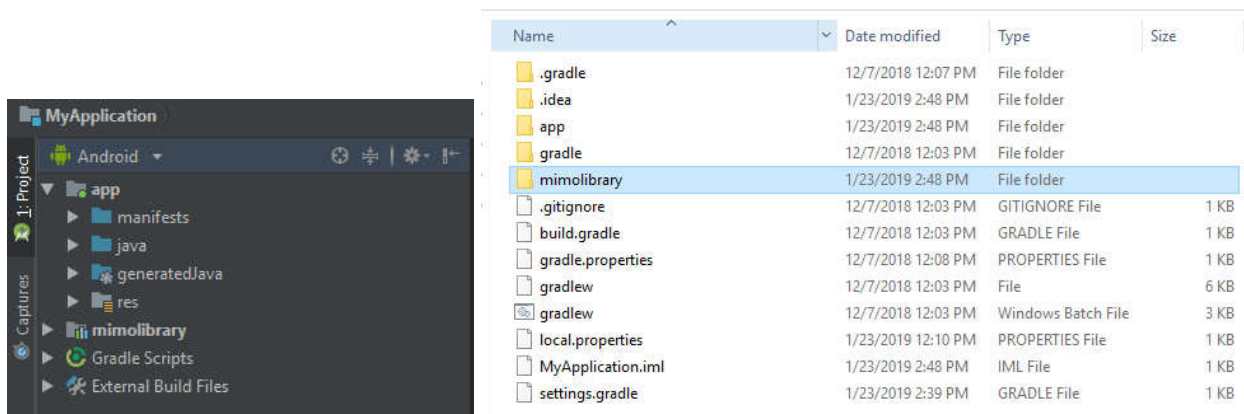 MyApplication
Android
1: Project
Captures
app
manifests
java
generatedJava
res
mimolibrary
Gradle Scripts
External Build Files
Name Date modified Type Size
.gradle 12/7/2018 12:07 PM File folder
.idea 1/23/2019 2:48 PM File folder
app 1/23/2019 2:48 PM File folder
gradle 12/7/2018 12:03 PM File folder
mimolibrary 1/23/2019 2:48 PM File folder
.gitignore 12/7/2018 12:03 PM GITIGNORE File 1 KB
build.gradle 12/7/2018 12:03 PM GRADLE File 1 KB
gradle.properties 12/7/2018 12:08 PM PROPERTIES File 1 KB
gradlew 12/7/2018 12:03 PM File 6 KB
gradlew 12/7/2018 12:03 PM Windows Batch File 3 KB
local.properties 1/23/2019 12:10 PM PROPERTIES File 1 KB
MyApplication.iml 1/23/2019 2:48 PM IML File 1 KB
settings.gradle 1/23/2019 2:39 PM GRADLE File 1 KB